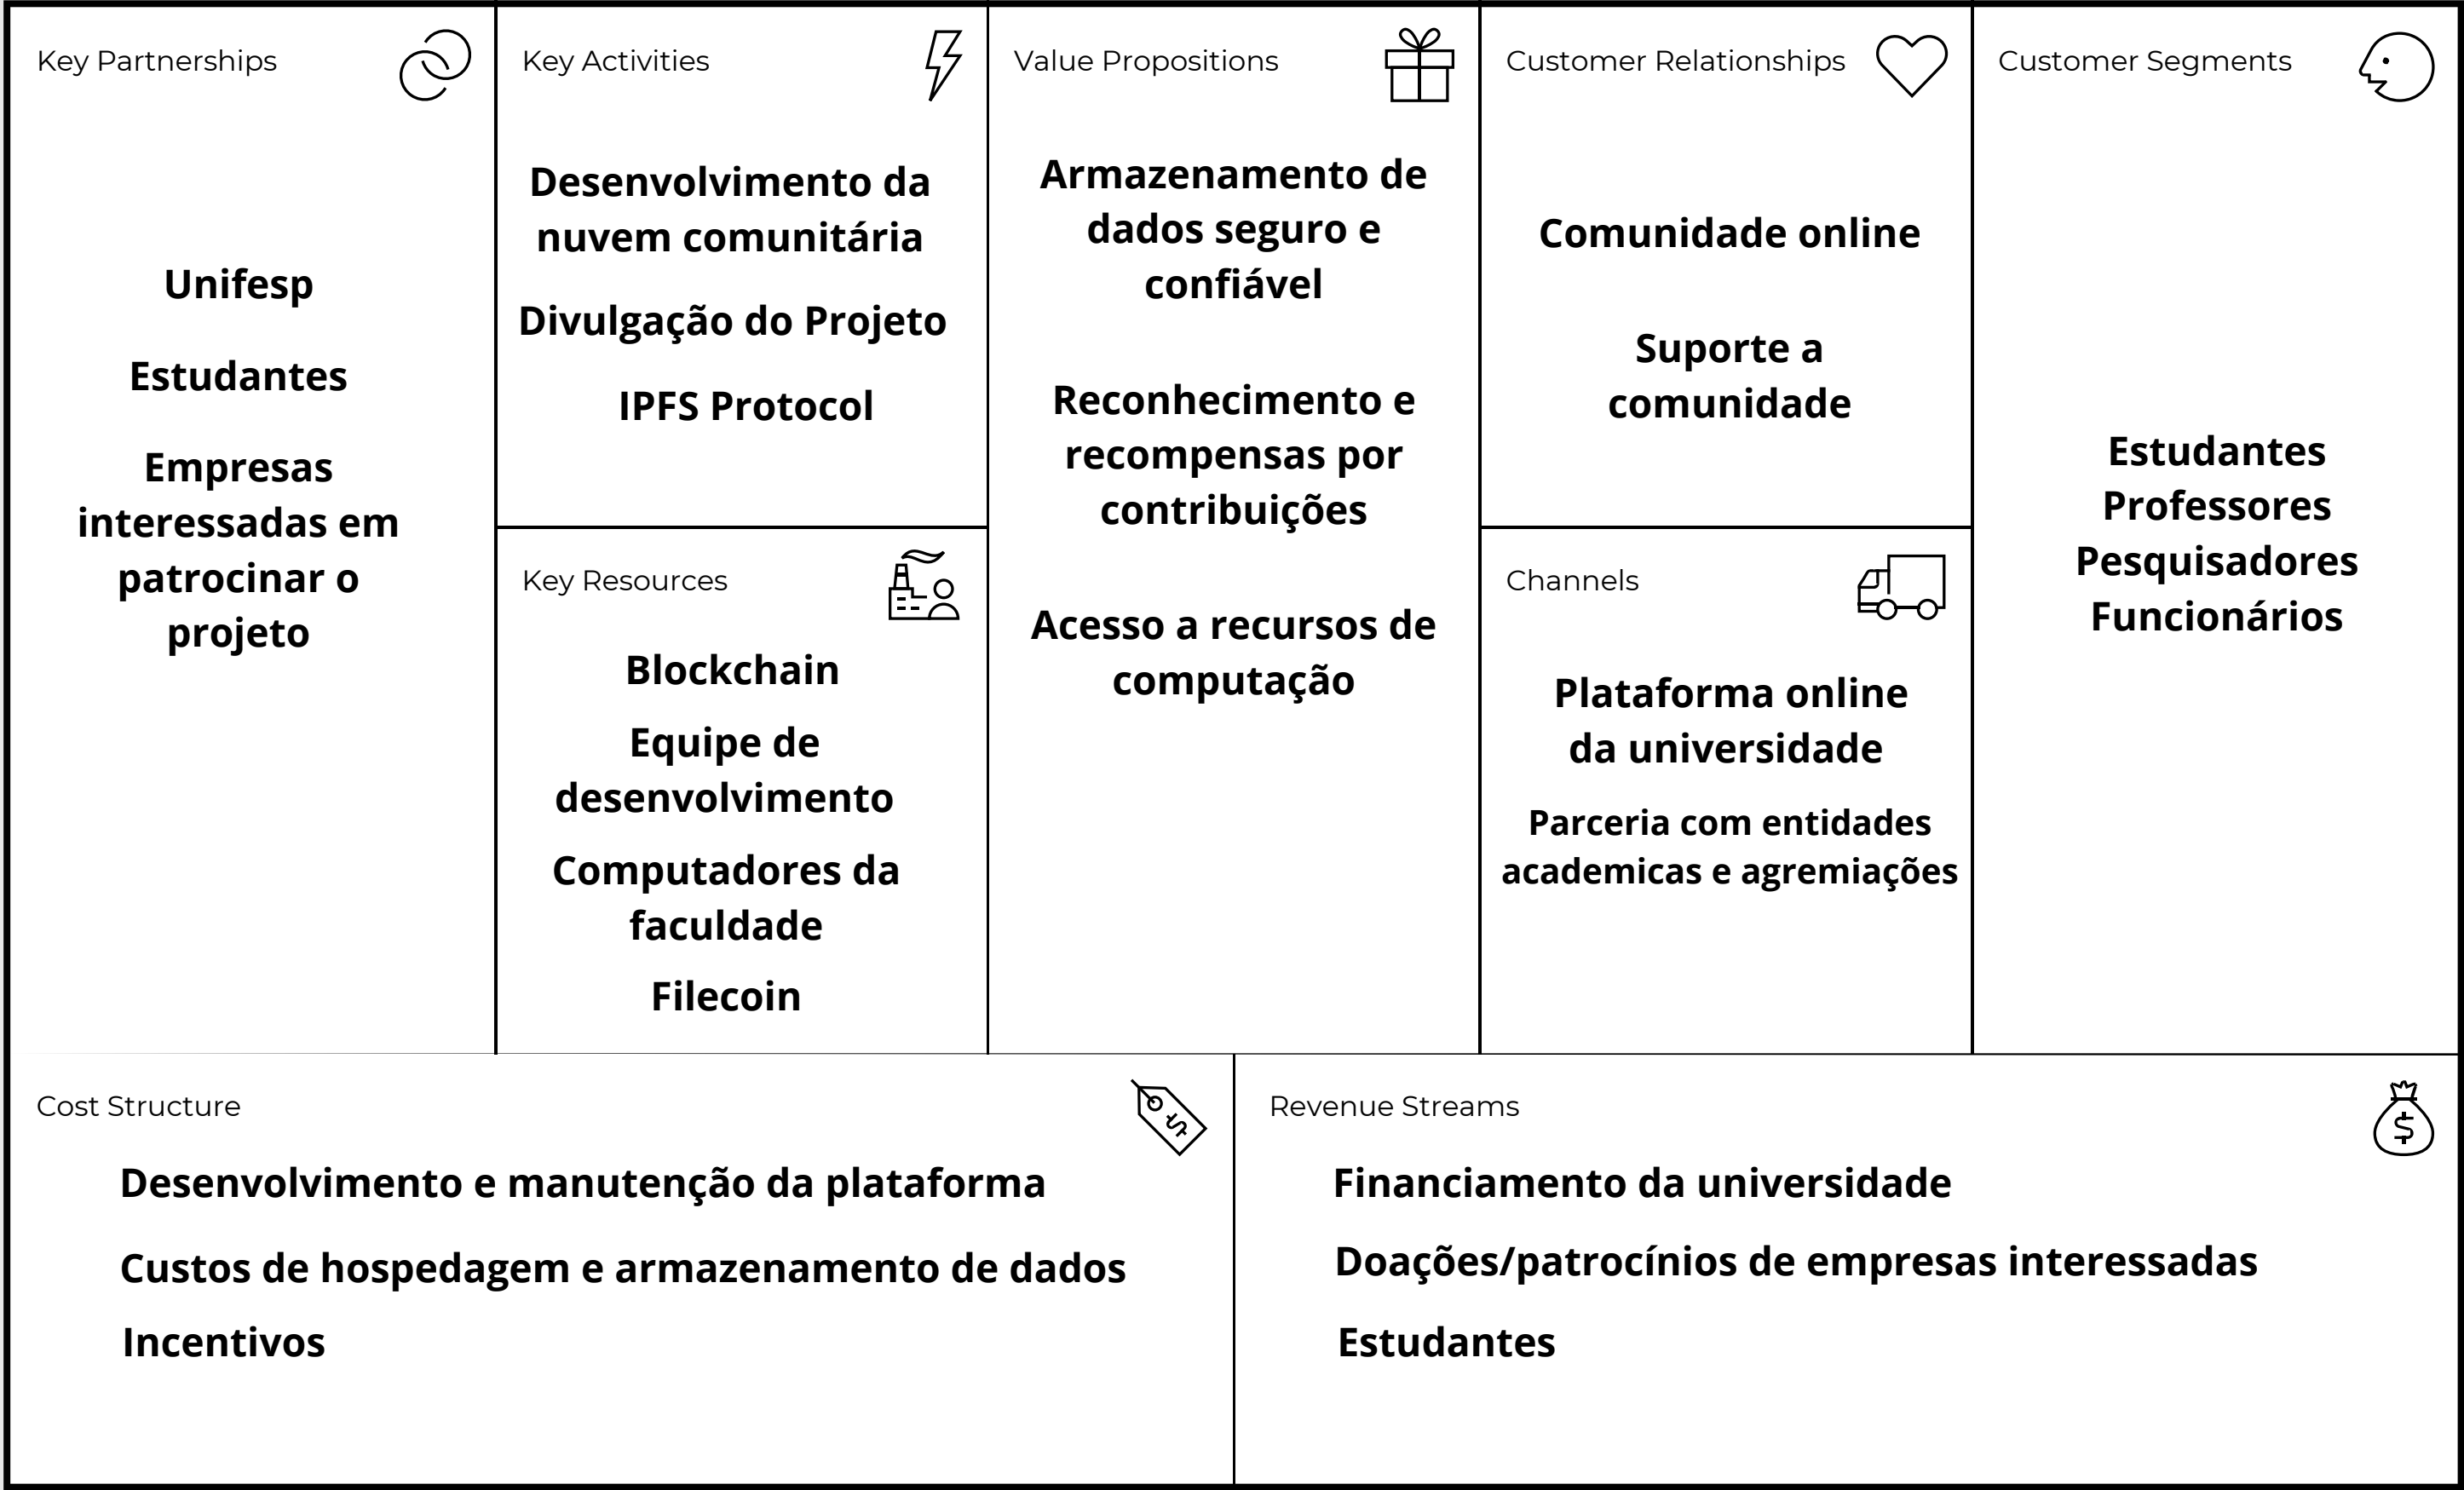 Key Partnerships
Unifesp
Estudantes
Empresas
interessadas em
patrocinar o
projeto
Key Activities
Desenvolvimento da
nuvem comunitária
Divulgação do Projeto
IPFS Protocol
Key Resources
Blockchain
Equipe de
desenvolvimento
Computadores da
faculdade
Filecoin
Value Propositions
Armazenamento de
dados seguro e
confiável
Reconhecimento e
recompensas por
contribuições
Acesso a recursos de
computação
Customer Relationships
Comunidade online
Suporte a
comunidade
Channels
Plataforma online
da universidade
Parceria com entidades
academicas e agremiações
Customer Segments
Estudantes
Professores
Pesquisadores
Funcionários
Cost Structure
Desenvolvimento e manutenção da plataforma
Custos de hospedagem e armazenamento de dados
Incentivos
Revenue Streams
Financiamento da universidade
Doações/patrocínios de empresas interessadas
Estudantes